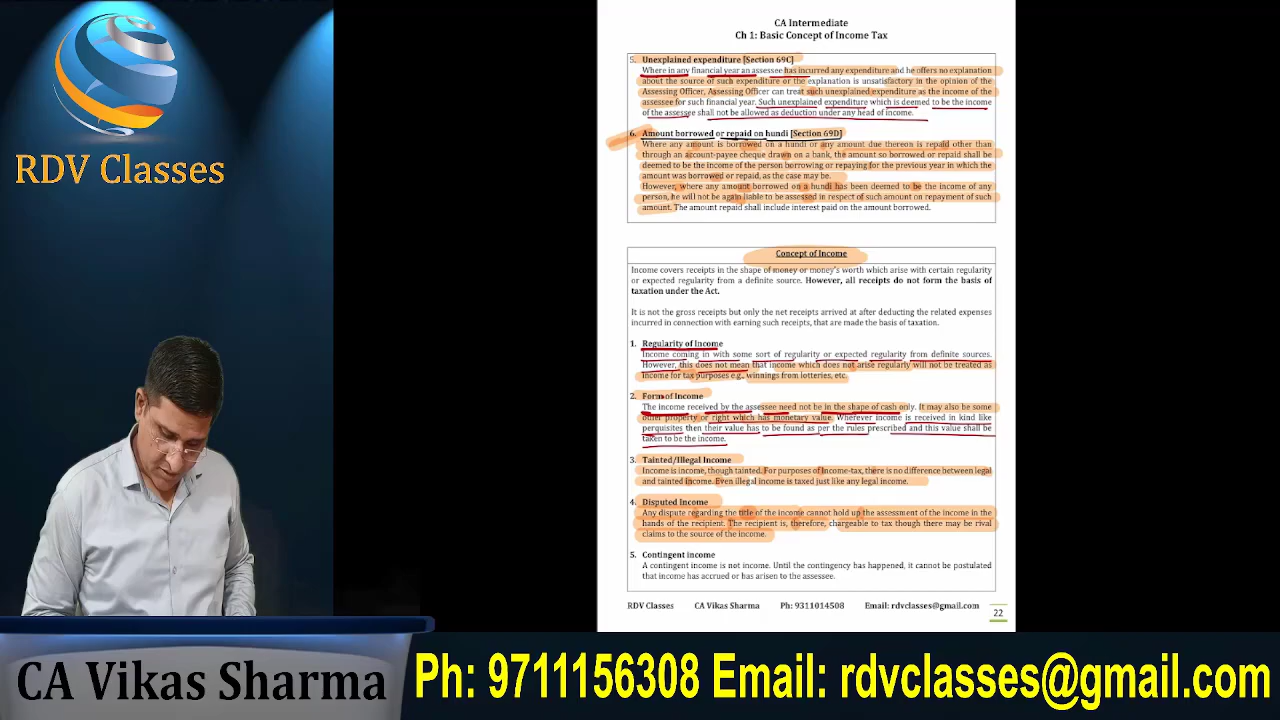 RDV Classes
CA Intermediate
Ch 1: Basic Concept of Income Tax
5. Unexplained expenditure [Section 69C]
Where in any financial year an assessee has incurred any expenditure and he offers no explanation
about the source of such expenditure or the explanation is unsatisfactory in the opinion of the
Assessing Officer, Assessing Officer can treat such unexplained expenditure as the income of the
assessee for such financial year. Such unexplained expenditure which is deemed to be the income
of the assessee shall not be allowed as deduction under any head of income.
6. Amount borrowed or repaid on hundi [Section 69D]
Where any amount is borrowed on a hundi or any amount due thereon is repaid other than
through an account-payee cheque drawn on a bank, the amount so borrowed or repaid shall be
deemed to be the income of the person borrowing or repaying for the previous year in which the
amount was borrowed or repaid, as the case may be.
However, where any amount borrowed on a hundi has been deemed to be the income of any
person, he will not be again liable to be assessed in respect of such amount on repayment of such
amount. The amount repaid shall include interest paid on the amount borrowed.
Concept of Income
Income covers receipts in the shape of money or money's worth which arise with certain regularity
or expected regularity from a definite source. However, all receipts do not form the basis of
taxation under the Act.
It is not the gross receipts but only the net receipts arrived at after deducting the related expenses
incurred in connection with earning such receipts, that are made the basis of taxation.
1. Regularity of Income
Income coming in with some sort of regularity or expected regularity from definite sources.
However, this does not mean that income which does not arise regularly will not be treated as
income for tax purposes e.g., winnings from lotteries, etc.
2. Form of Income
The income received by the assessee need not be in the shape of cash only. It may also be some
other property or right which has monetary value. Wherever income is received in kind like
perquisites then their value has to be found as per the rules prescribed and this value shall be
taken to be the income.
3. Tainted/Illegal Income
Income is income, though tainted. For purposes of Income-tax, there is no difference between legal
and tainted income. Even illegal income is taxed just like any legal income.
4. Disputed Income
Any dispute regarding the title of the income cannot hold up the assessment of the income in the
hands of the recipient. The recipient is, therefore, chargeable to tax though there may be rival
claims to the source of the income.
5. Contingent income
A contingent income is not income. Until the contingency has happened, it cannot be postulated
that income has accrued or has arisen to the assessee.
RDV Classes CA Vikas Sharma Ph: 9311014508 Email: rdvclasses@gmail.com 22
CA Vikas Sharma Ph: 9711156308 Email: rdvclasses@gmail.com